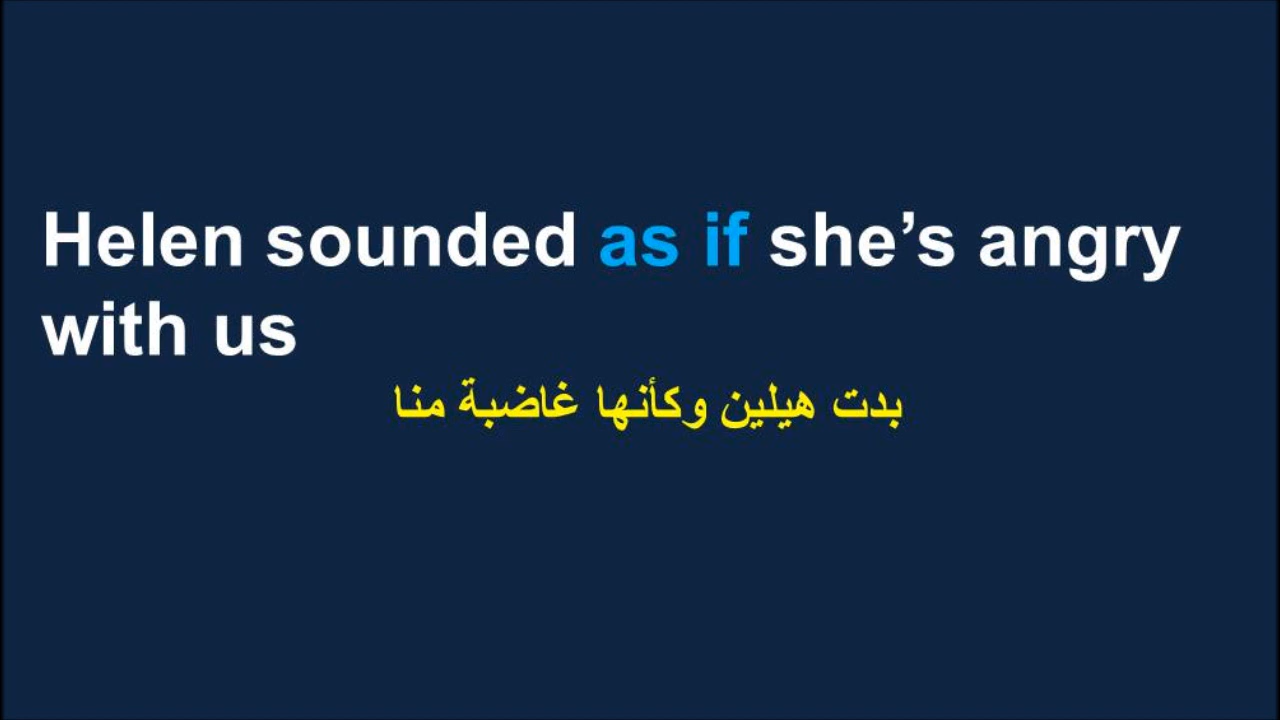 Helen sounded as if she’s angry
with us
بدت هيلين وكأنها غاضبة منا